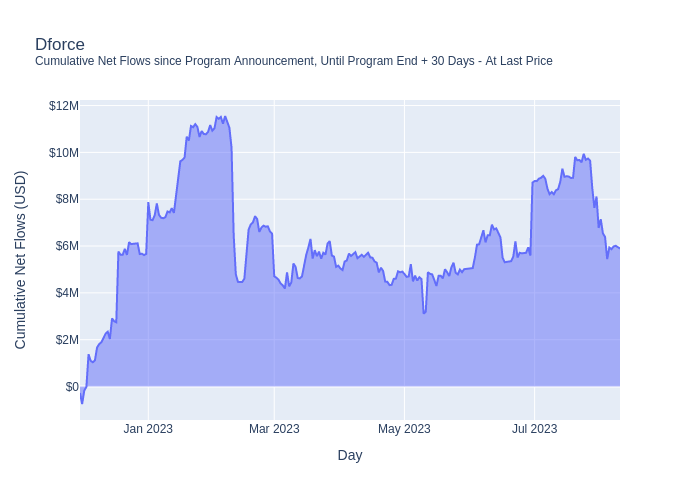 Dforce
Cumulative Net Flows since Program Announcement, Until Program End + 30 Days - At Last Price
Cumulative Net Flows (USD)
$12M
$10M
$8M
$6M
$4M
$2M
$0
Jan 2023
Mar 2023
May 2023
Jul 2023
Day